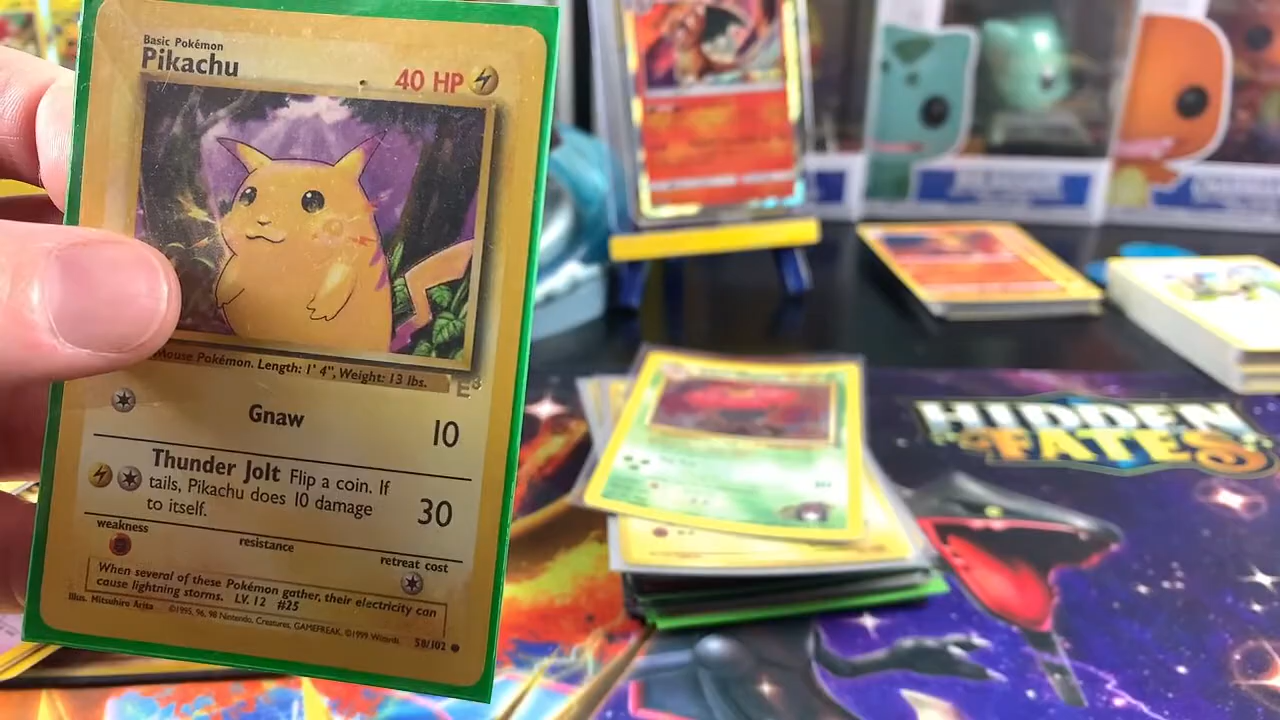 Basic Pokémon
Pikachu
40 HP
Mouse Pokémon. Length: 1' 4", Weight: 13 lbs.
E3
Gnaw
10
Thunder Jolt Flip a coin. If
tails, Pikachu does 10 damage
to itself.
30
weakness
resistance
retreat cost
When several of these Pokémon gather, their electricity can
cause lightning storms. LV. 12 #25
Illus. Mitsuhiro Arita ©1995, 96, 98 Nintendo, Creatures, GAMEFREAK. ©1999 Wizards.
58/102
HIDDEN
FATES